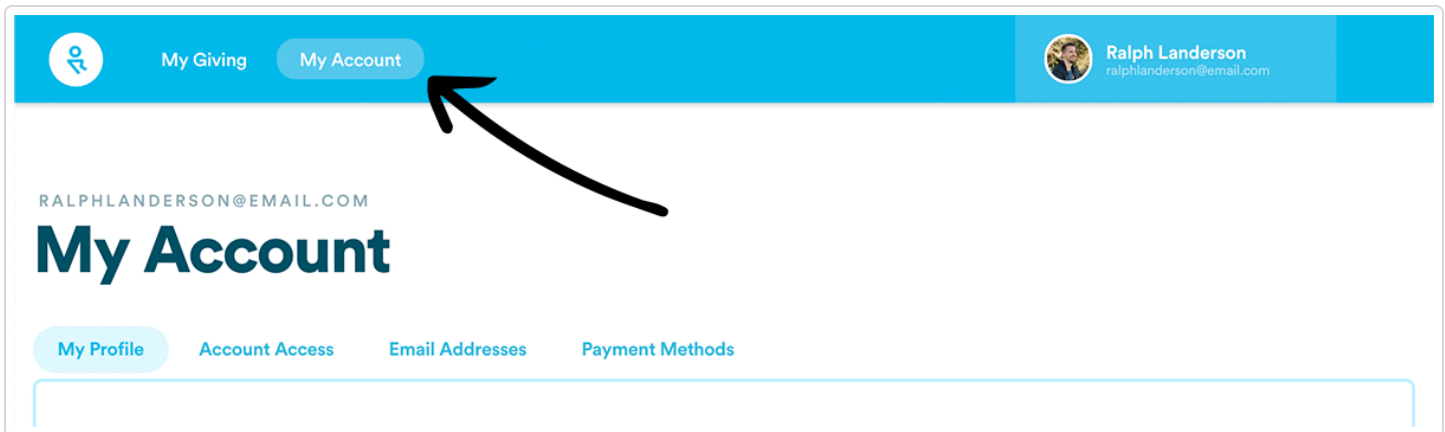 My Giving My Account
Ralph Landerson
ralphlanderson@email.com
RALPHLANDERSON@EMAIL.COM
My Account
My Profile Account Access Email Addresses Payment Methods